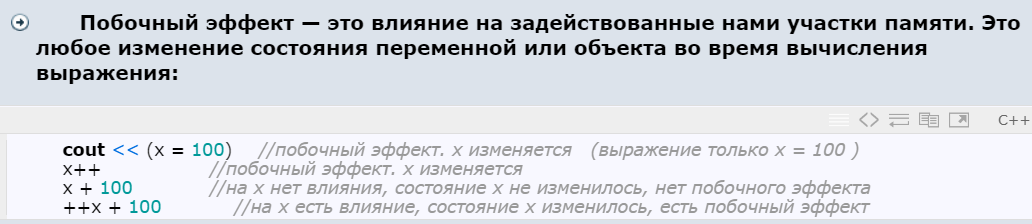 Побочный эффект — это влияние на задействованные нами участки памяти. Это
любое изменение состояния переменной или объекта во время вычисления
выражения:
C++
cout << (x = 100) //побочный эффект. x изменяется (выражение только x = 100 )
x++ //побочный эффект. x изменяется
x + 100 //на x нет влияния, состояние x не изменилось, нет побочного эффекта
++x + 100 //на x есть влияние, состояние x изменилось, есть побочный эффект